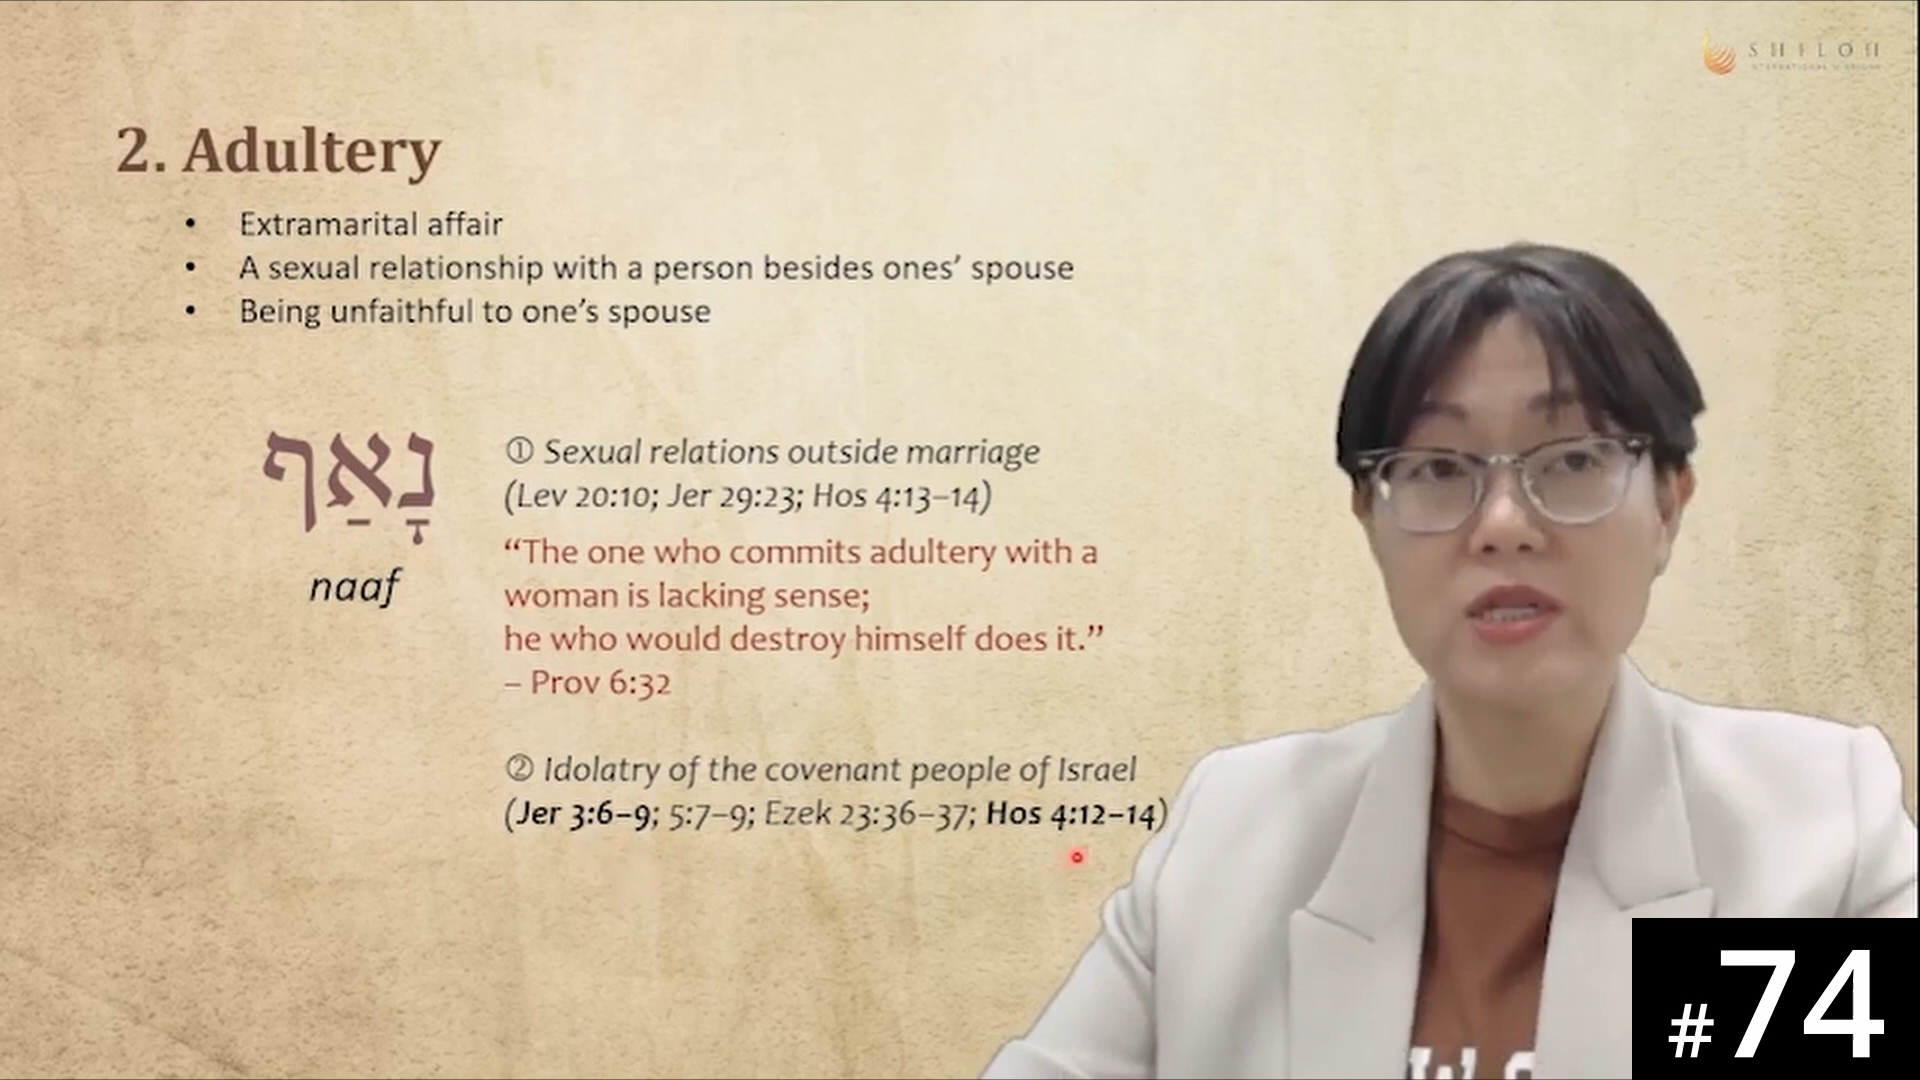 SHILOH
2. Adultery
• Extramarital affair
• A sexual relationship with a person besides ones’ spouse
• Being unfaithful to one’s spouse
נָאַף
naaf
① Sexual relations outside marriage
(Lev 20:10; Jer 29:23; Hos 4:13–14)
“The one who commits adultery with a
woman is lacking sense;
he who would destroy himself does it.”
– Prov 6:32
② Idolatry of the covenant people of Israel
(Jer 3:6–9; 5:7–9; Ezek 23:36–37; Hos 4:12–14)
#74